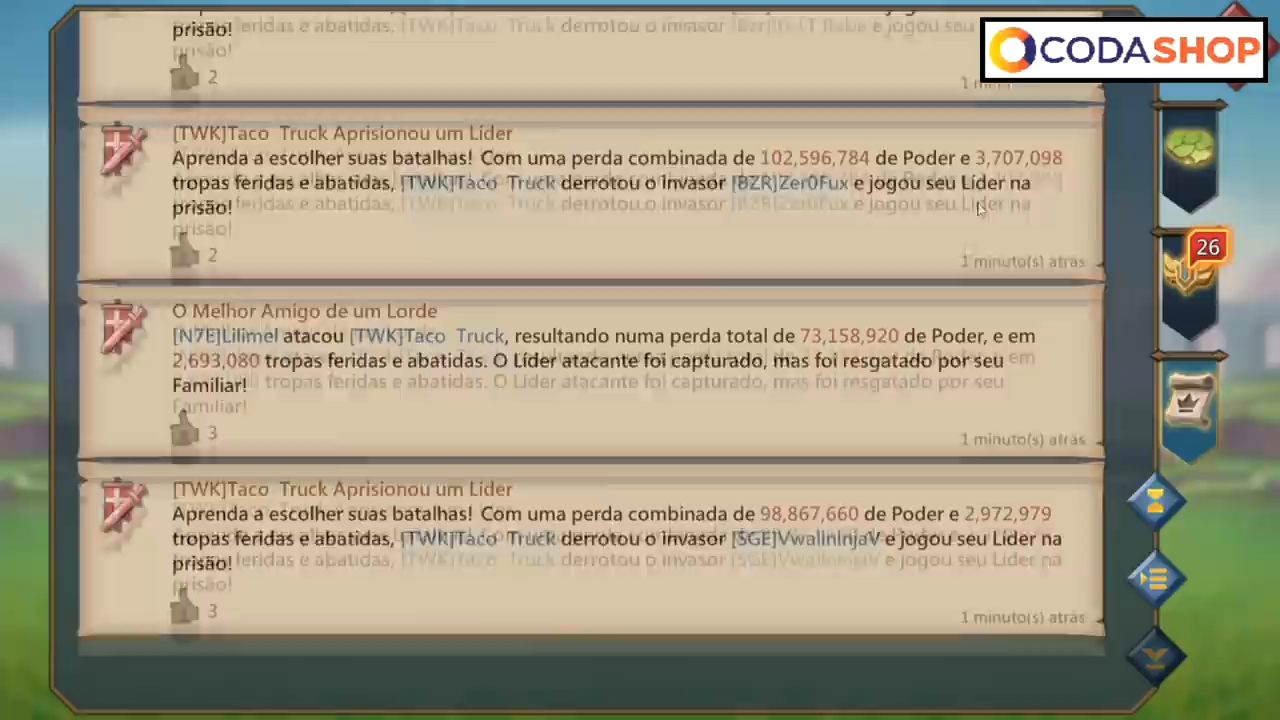 prisão!
2
CODASHOP
[TWK]Taco Truck Aprisionou um Líder
Aprenda a escolher suas batalhas! Com uma perda combinada de 102,596,784 de Poder e 3,707,098
tropas feridas e abatidas, [TWK]Taco Truck derrotou o invasor [BZR]Zer0Fux e jogou seu Líder na
prisão!
2
1 minuto(s) atrás
26
O Melhor Amigo de um Lorde
[N7E]Lilimel atacou [TWK]Taco Truck, resultando numa perda total de 73,158,920 de Poder, e em
2,693,080 tropas feridas e abatidas. O Líder atacante foi capturado, mas foi resgatado por seu
Familiar!
3
1 minuto(s) atrás
[TWK]Taco Truck Aprisionou um Líder
Aprenda a escolher suas batalhas! Com uma perda combinada de 98,867,660 de Poder e 2,972,979
tropas feridas e abatidas, [TWK]Taco Truck derrotou o invasor [SGE]VwalininjaV e jogou seu Líder na
prisão!
3
1 minuto(s) atrás